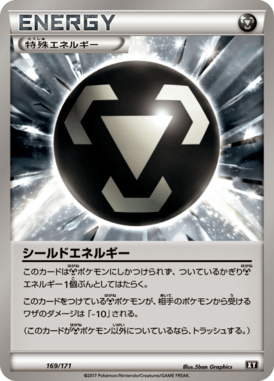 ENERGY
特殊エネルギー
シールドエネルギー
このカードはポケモンにしかつけられず、ついているかぎり
エネルギー1個ぶんとしてはたらく。
このカードをつけているポケモンが、相手のポケモンから受ける
ワザのダメージは「-10」される。
(このカードが、ポケモン以外についているなら、トラッシュする。)
169/171
Illus.5ban Graphics
XY
©2017 Pokémon/Nintendo/Creatures/GAME FREAK.